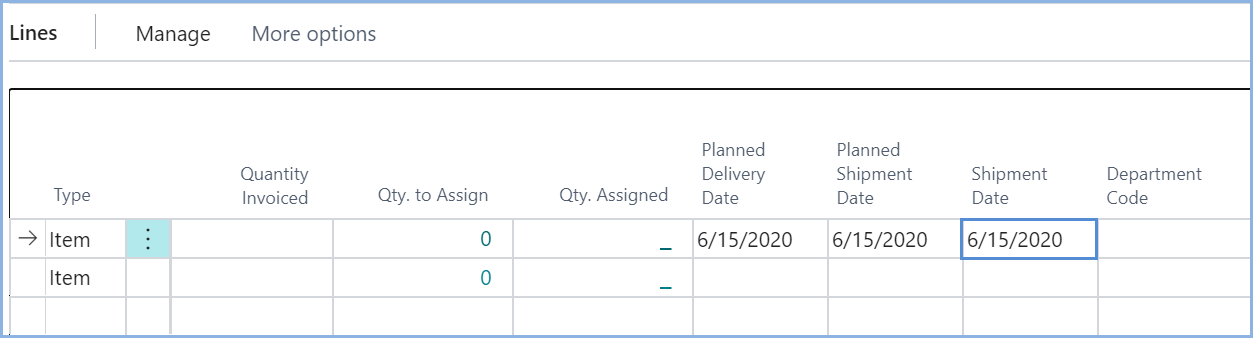 Lines Manage More options
Type Quantity Invoiced Qty. to Assign Qty. Assigned Planned Delivery Date Planned Shipment Date Shipment Date Department Code
→ Item ⋮ 0 _ 6/15/2020 6/15/2020 6/15/2020
Item 0 _